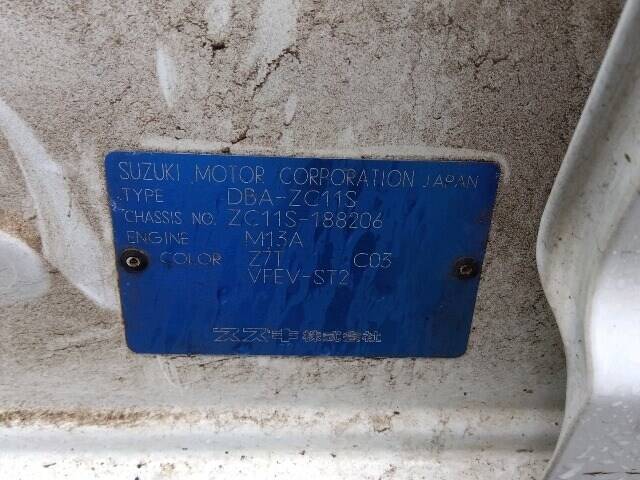 SUZUKI MOTOR CORPORATION JAPAN
TYPE DBA-ZC11S
CHASSIS NO. ZC11S-188206
ENGINE M13A
COLOR Z7T C03
VFEV-ST2
スズキ株式会社